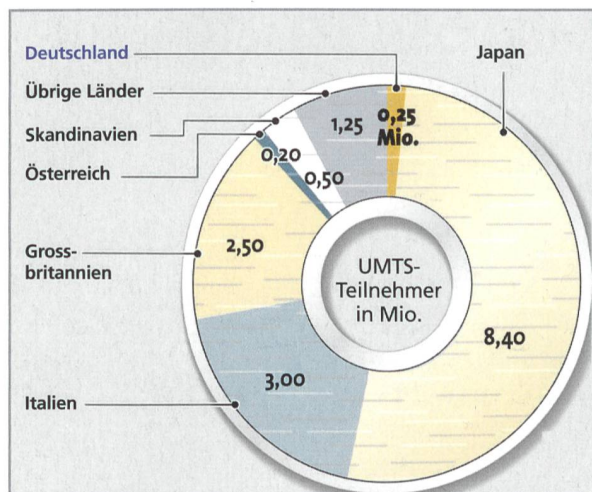 Deutschland
Japan
Übrige Länder
Skandinavien
Österreich
Gross-
britannien
Italien
1,25
0,25
Mio.
0,20
0,50
2,50
3,00
8,40
UMTS-
Teilnehmer
in Mio.